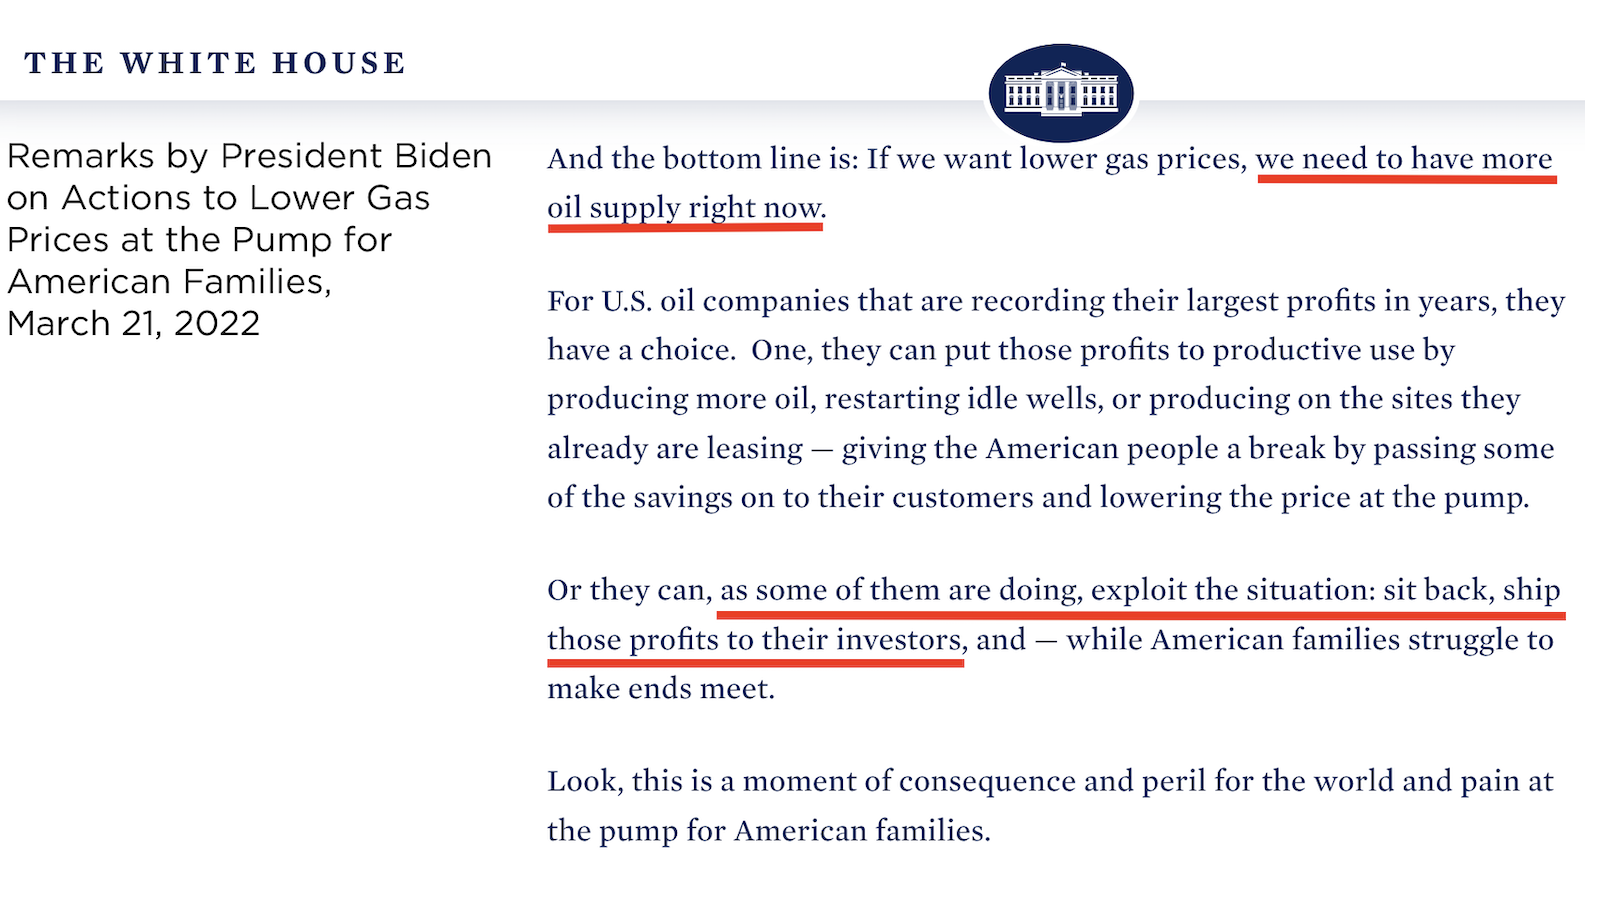 THE WHITE HOUSE
Remarks by President Biden
on Actions to Lower Gas
Prices at the Pump for
American Families,
March 21, 2022
And the bottom line is: If we want lower gas prices, we need to have more
oil supply right now.
For U.S. oil companies that are recording their largest profits in years, they
have a choice.  One, they can put those profits to productive use by
producing more oil, restarting idle wells, or producing on the sites they
already are leasing — giving the American people a break by passing some
of the savings on to their customers and lowering the price at the pump.
Or they can, as some of them are doing, exploit the situation: sit back, ship
those profits to their investors, and — while American families struggle to
make ends meet.
Look, this is a moment of consequence and peril for the world and pain at
the pump for American families.